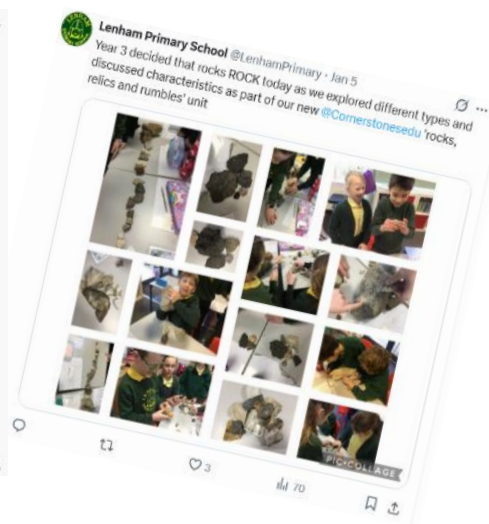 Lenham Primary School @LenhamPrimary · Jan 5
Year 3 decided that rocks ROCK today as we explored different types and
discussed characteristics as part of our new @Cornerstonesedu 'rocks,
relics and rumbles' unit
PIC•COLLAGE
3
70